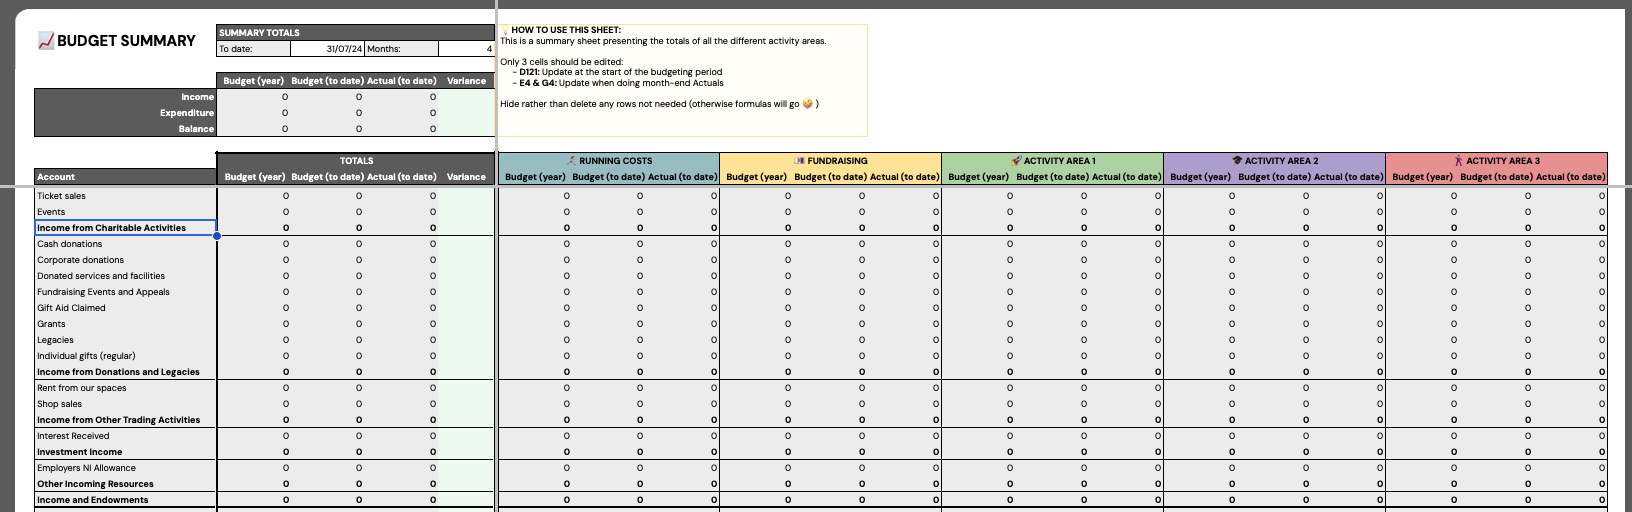 📈 BUDGET SUMMARY
SUMMARY TOTALS
To date: 31/07/24 Months: 4
Budget (year) Budget (to date) Actual (to date) Variance
Income 0 0 0
Expenditure 0 0 0
Balance 0 0 0
HOW TO USE THIS SHEET:
This is a summary sheet presenting the totals of all the different activity areas.
Only 3 cells should be edited:
- D121: Update at the start of the budgeting period
- E4 & G4: Update when doing month-end Actuals
Hide rather than delete any rows not needed (otherwise formulas will go 🤪 )
TOTALS RUNNING COSTS FUNDRAISING ACTIVITY AREA 1 ACTIVITY AREA 2 ACTIVITY AREA 3
Account Budget (year) Budget (to date) Actual (to date) Variance Budget (year) Budget (to date) Actual (to date) Budget (year) Budget (to date) Actual (to date) Budget (year) Budget (to date) Actual (to date) Budget (year) Budget (to date) Actual (to date) Budget (year) Budget (to date) Actual (to date)
Ticket sales 0 0 0 0 0 0 0 0 0 0 0 0 0 0 0 0 0 0
Events 0 0 0 0 0 0 0 0 0 0 0 0 0 0 0 0 0 0
Income from Charitable Activities 0 0 0 0 0 0 0 0 0 0 0 0 0 0 0 0 0 0
Cash donations 0 0 0 0 0 0 0 0 0 0 0 0 0 0 0 0 0 0
Corporate donations 0 0 0 0 0 0 0 0 0 0 0 0 0 0 0 0 0 0
Donated services and facilities 0 0 0 0 0 0 0 0 0 0 0 0 0 0 0 0 0 0
Fundraising Events and Appeals 0 0 0 0 0 0 0 0 0 0 0 0 0 0 0 0 0 0
Gift Aid Claimed 0 0 0 0 0 0 0 0 0 0 0 0 0 0 0 0 0 0
Grants 0 0 0 0 0 0 0 0 0 0 0 0 0 0 0 0 0 0
Legacies 0 0 0 0 0 0 0 0 0 0 0 0 0 0 0 0 0 0
Individual gifts (regular) 0 0 0 0 0 0 0 0 0 0 0 0 0 0 0 0 0 0
Income from Donations and Legacies 0 0 0 0 0 0 0 0 0 0 0 0 0 0 0 0 0 0
Rent from our spaces 0 0 0 0 0 0 0 0 0 0 0 0 0 0 0 0 0 0
Shop sales 0 0 0 0 0 0 0 0 0 0 0 0 0 0 0 0 0 0
Income from Other Trading Activities 0 0 0 0 0 0 0 0 0 0 0 0 0 0 0 0 0 0
Interest Received 0 0 0 0 0 0 0 0 0 0 0 0 0 0 0 0 0 0
Investment Income 0 0 0 0 0 0 0 0 0 0 0 0 0 0 0 0 0 0
Employers NI Allowance 0 0 0 0 0 0 0 0 0 0 0 0 0 0 0 0 0 0
Other Incoming Resources 0 0 0 0 0 0 0 0 0 0 0 0 0 0 0 0 0 0
Income and Endowments 0 0 0 0 0 0 0 0 0 0 0 0 0 0 0 0 0 0